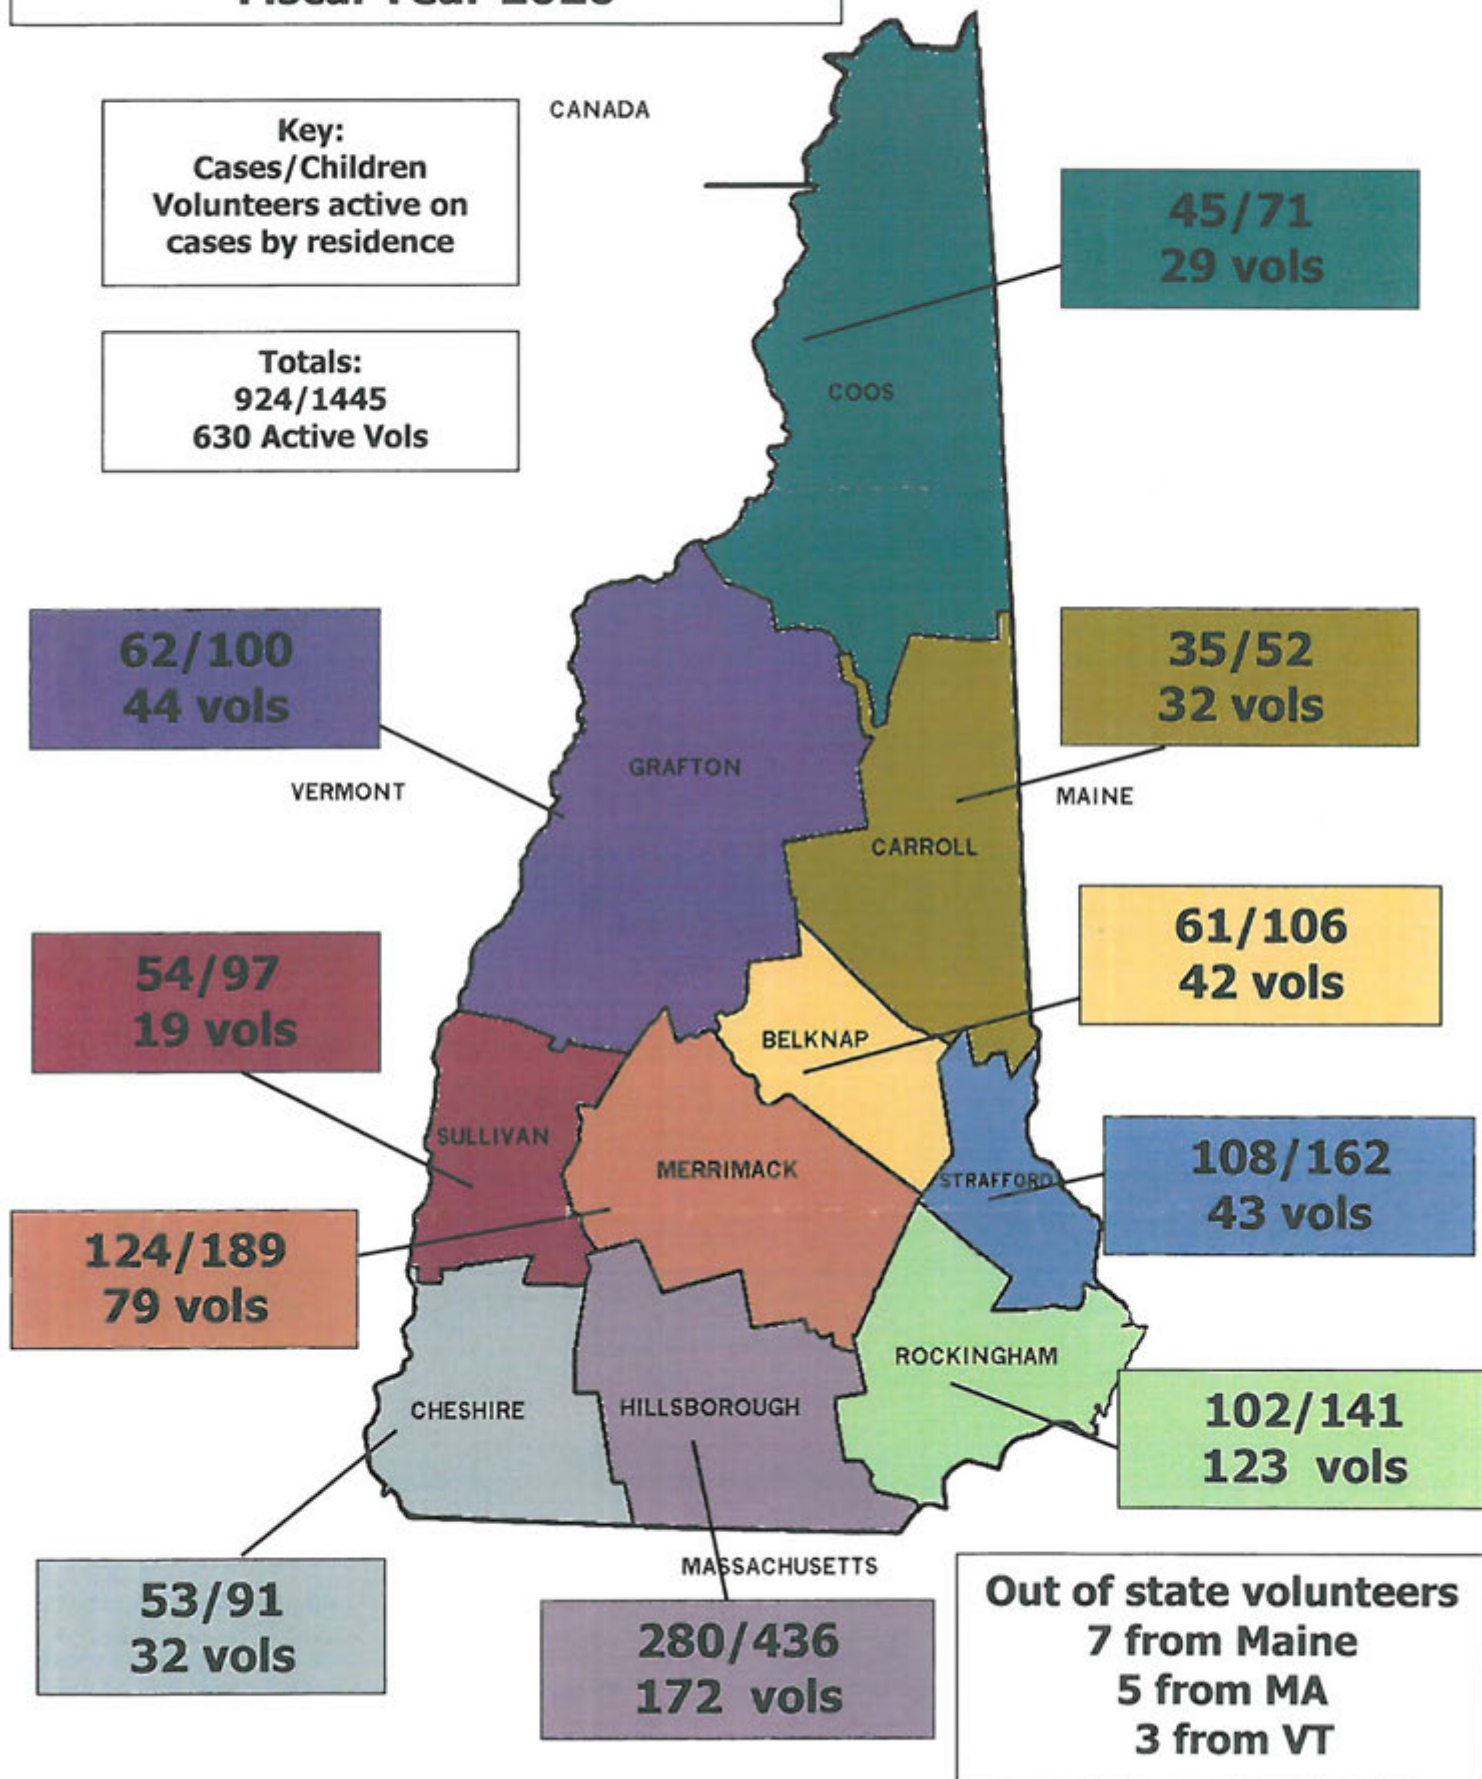 Key:
Cases/Children
Volunteers active on
cases by residence
Totals:
924/1445
630 Active Vols
CANADA
45/71
29 vols
COOS
62/100
44 vols
35/52
32 vols
GRAFTON
VERMONT
MAINE
CARROLL
61/106
42 vols
54/97
19 vols
BELKNAP
SULLIVAN
MERRIMACK
STRAFFORD
108/162
43 vols
124/189
79 vols
ROCKINGHAM
CHESHIRE
HILLSBOROUGH
102/141
123 vols
MASSACHUSETTS
53/91
32 vols
280/436
172 vols
Out of state volunteers
7 from Maine
5 from MA
3 from VT